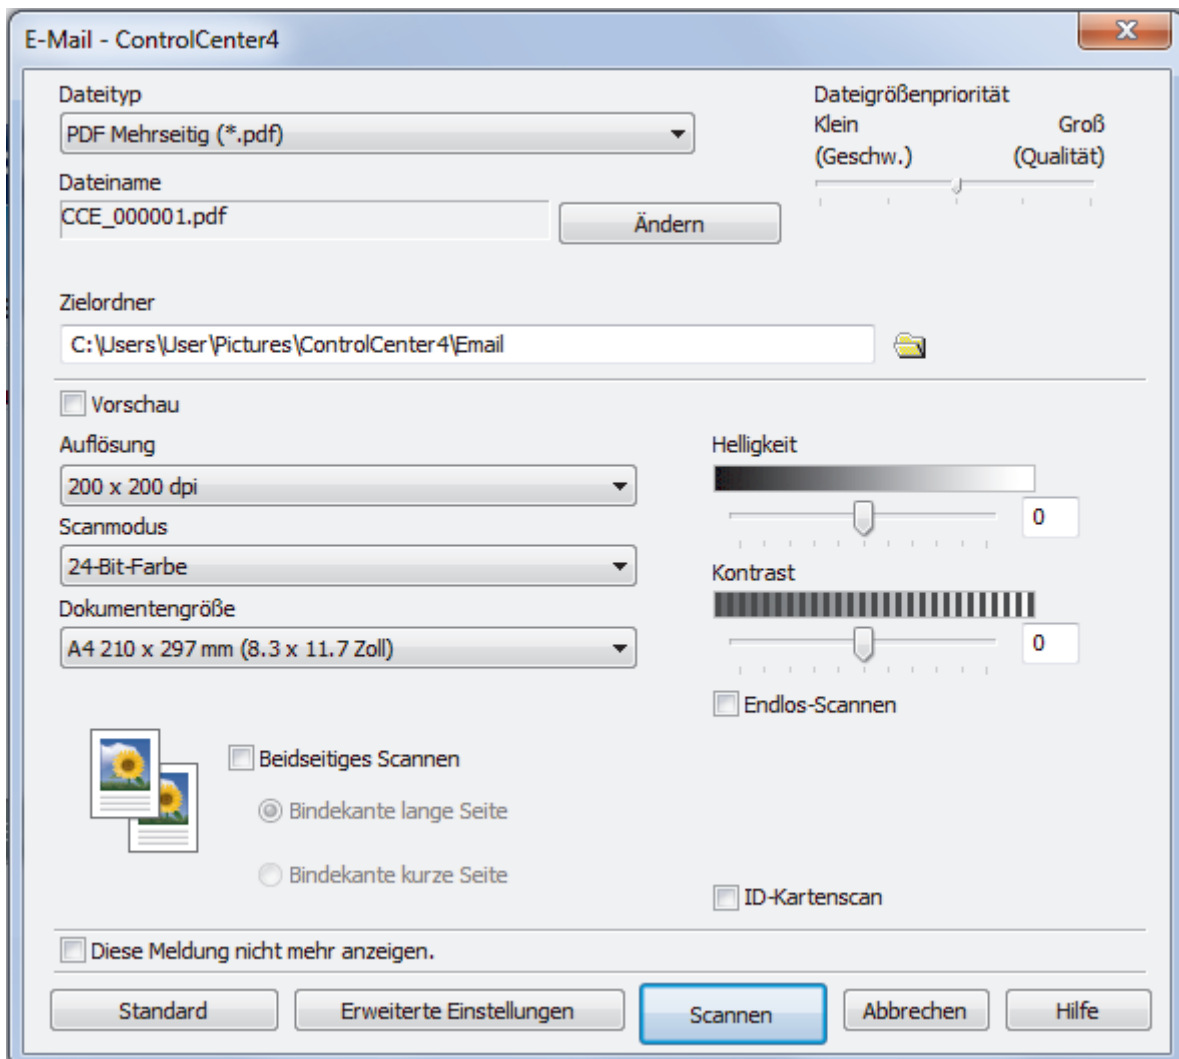 E-Mail - ControlCenter4
Dateityp
PDF Mehrseitig (*.pdf)
Dateigrößenpriorität
Klein Groß
(Geschw.) (Qualität)
Dateiname
CCE_000001.pdf
Ändern
Zielordner
C:\Users\User\Pictures\ControlCenter4\Email
Vorschau
Auflösung
200 x 200 dpi
Scanmodus
24-Bit-Farbe
Dokumentengröße
A4 210 x 297 mm (8.3 x 11.7 Zoll)
Helligkeit
0
Kontrast
0
Endlos-Scannen
Beidseitiges Scannen
Bindekante lange Seite
Bindekante kurze Seite
ID-Kartenscan
Diese Meldung nicht mehr anzeigen.
Standard Erweiterte Einstellungen Scannen Abbrechen Hilfe